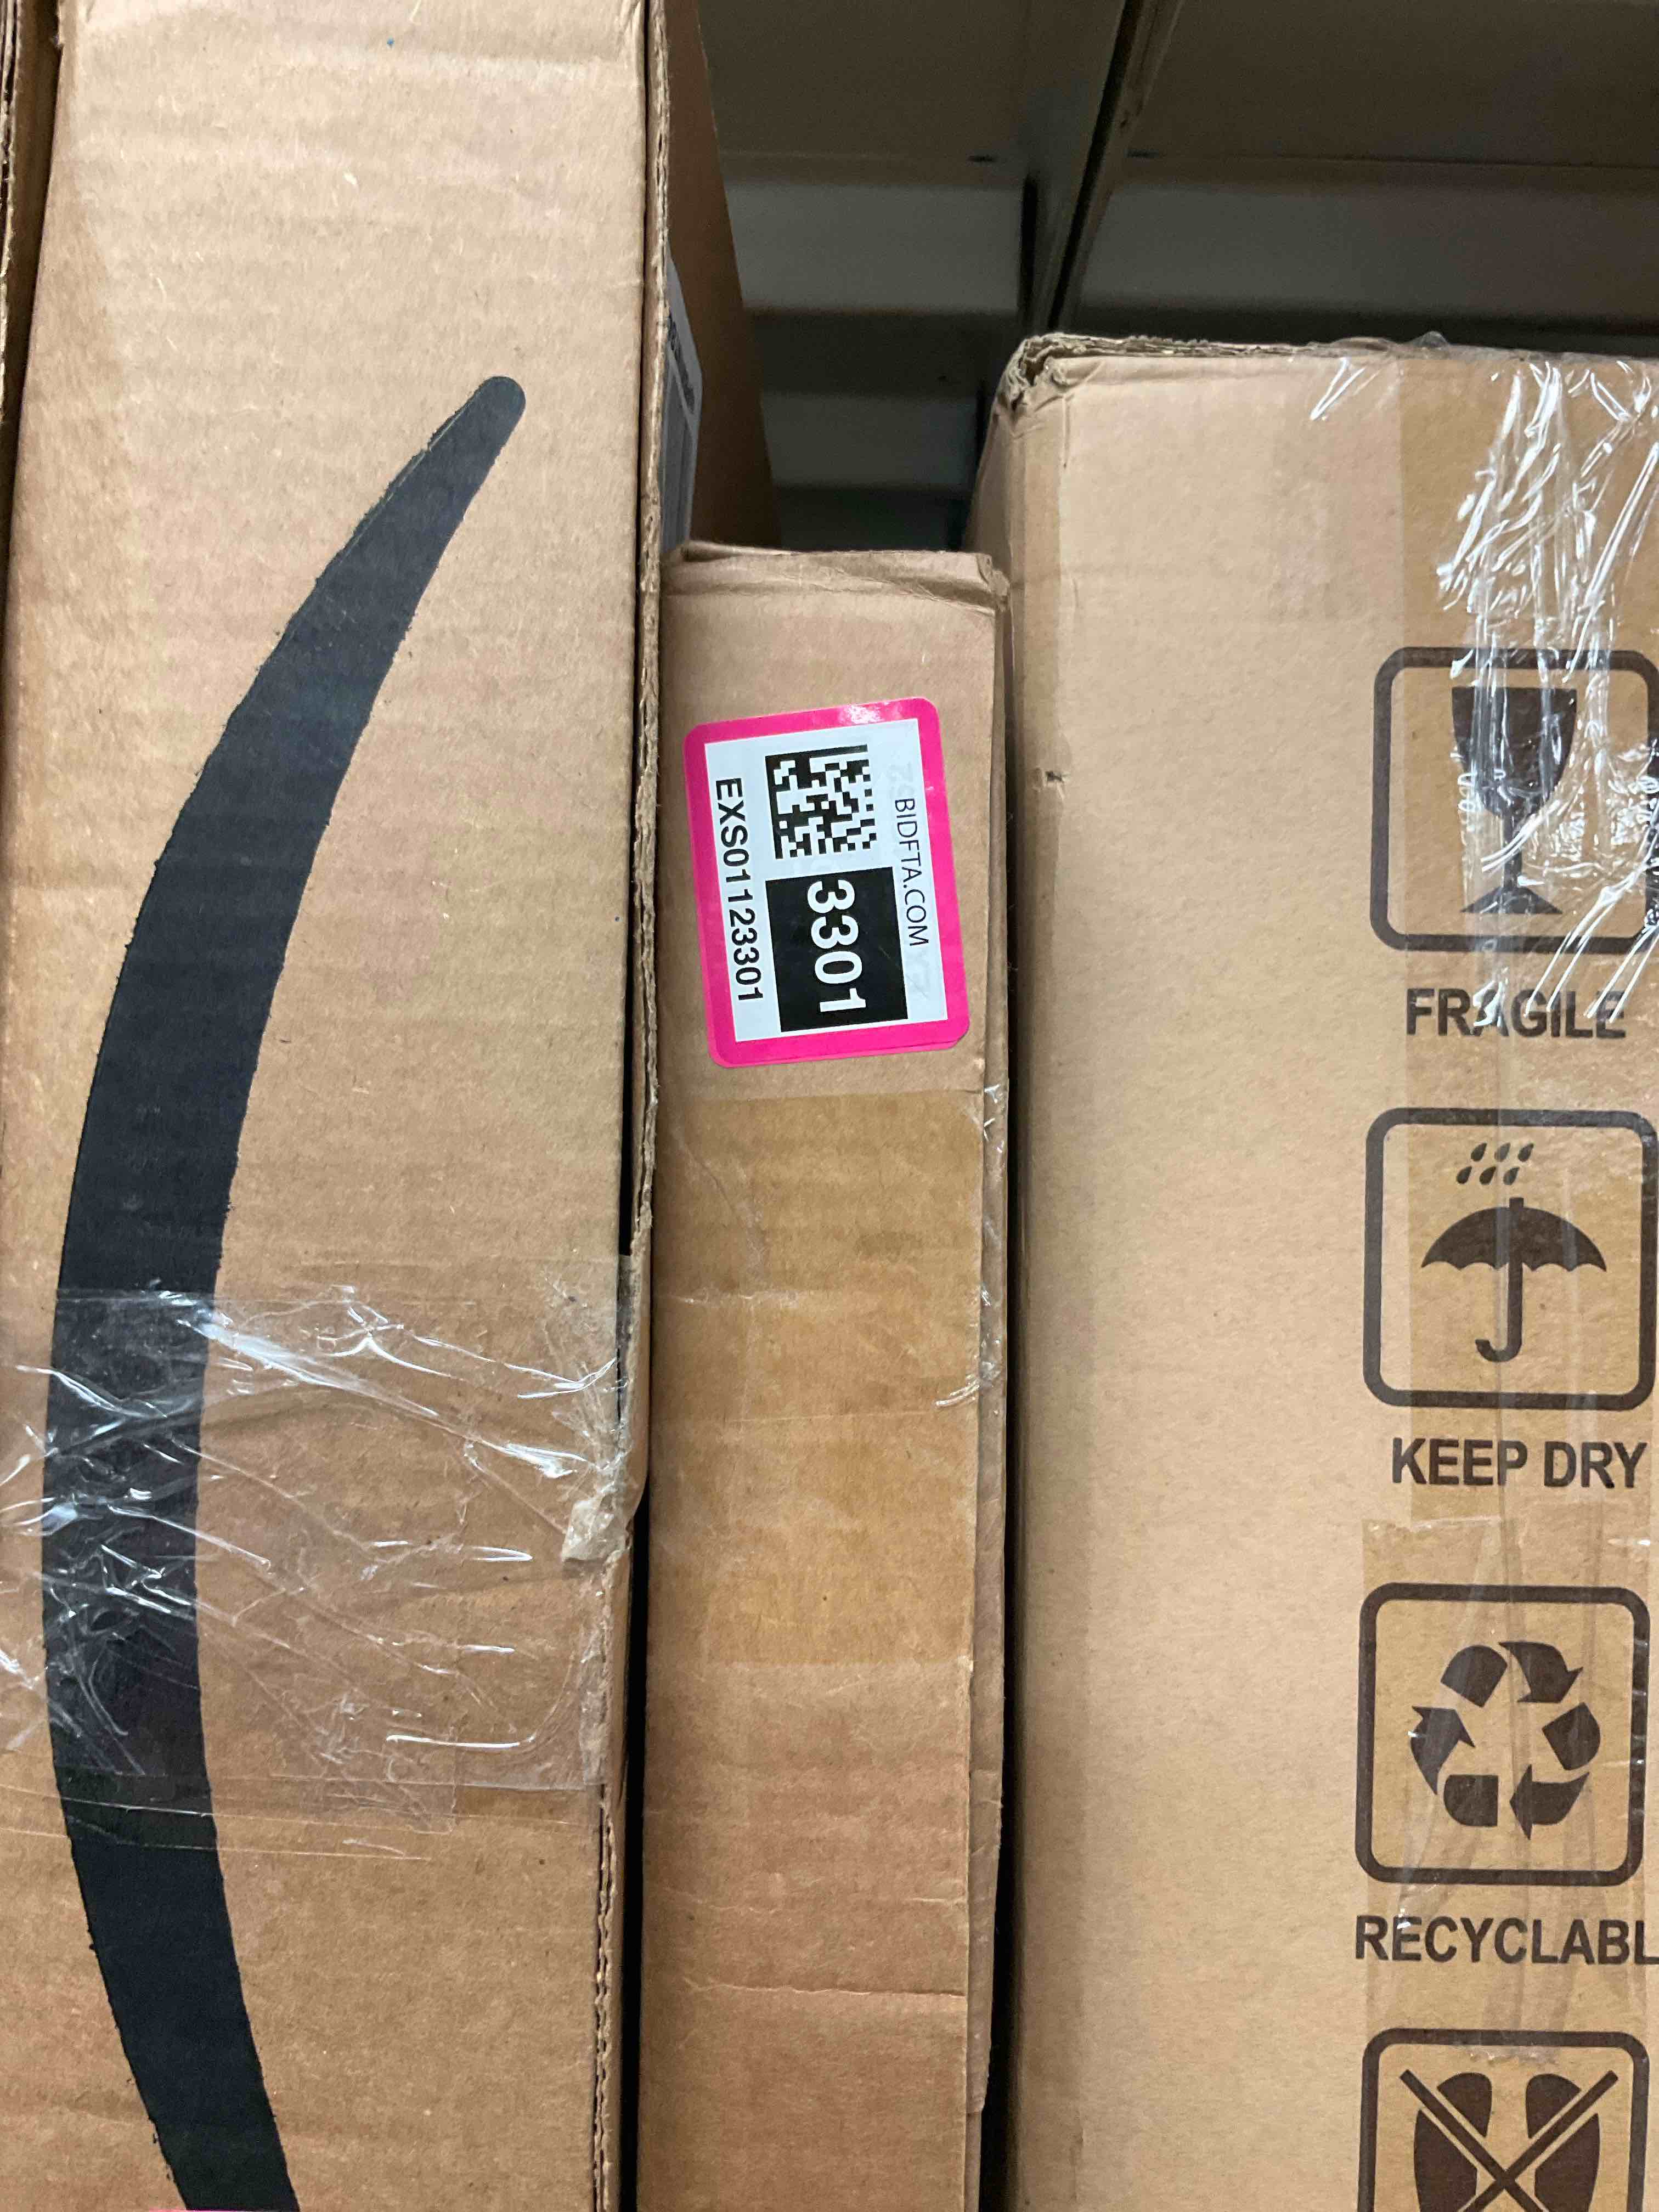 BIDFTA.COM
3301
EXS01123301
FRAGILE
KEEP DRY
RECYCLABL